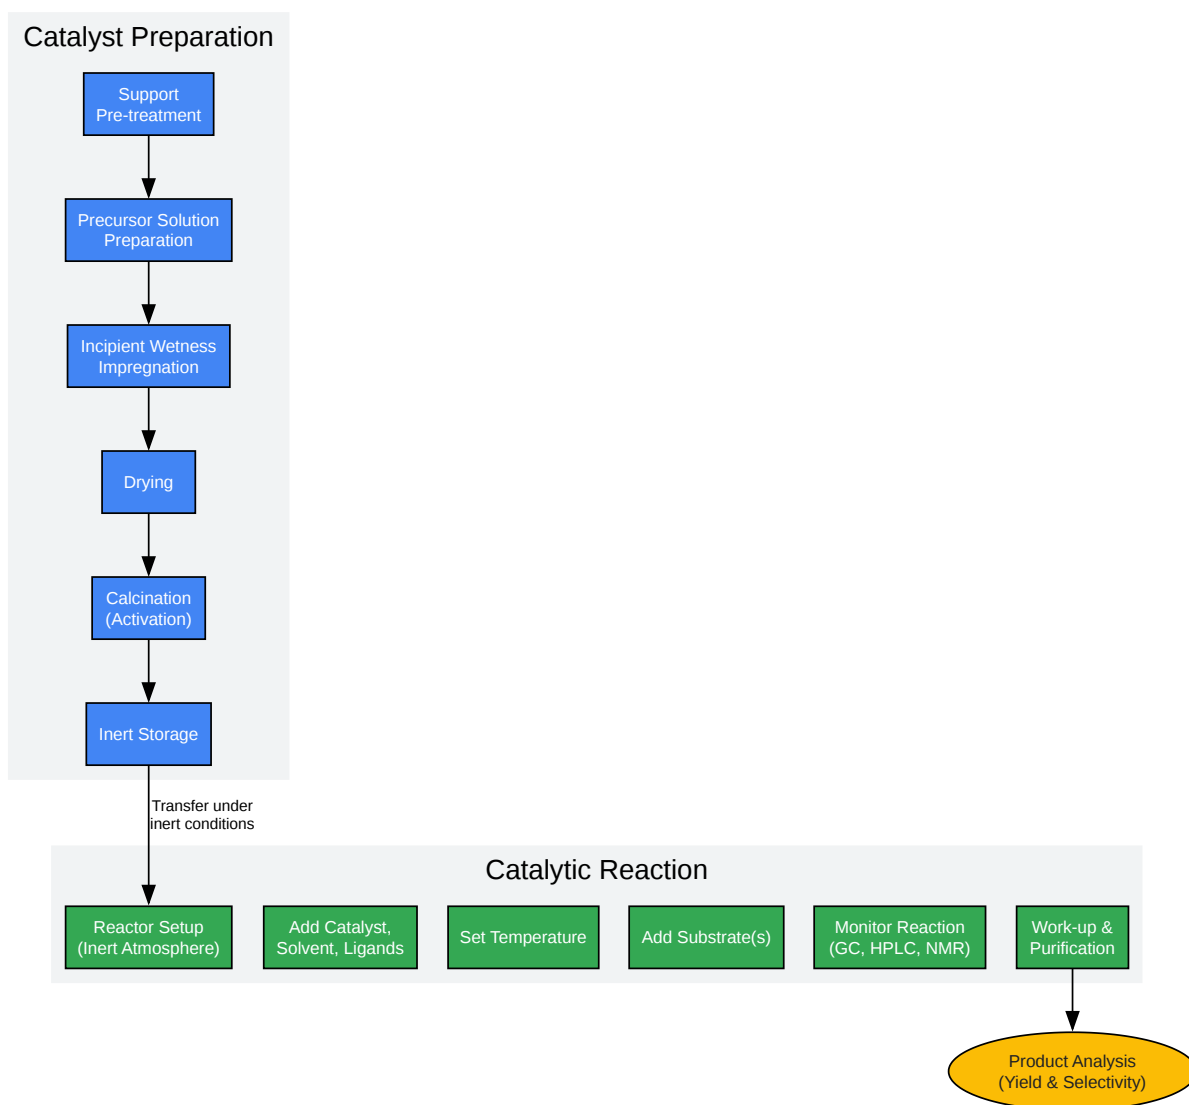 Catalyst Preparation
Support
Pre-treatment
Precursor Solution
Preparation
Incipient Wetness
Impregnation
Drying
Calcination
(Activation)
Inert Storage
Transfer under
inert conditions
Catalytic Reaction
Reactor Setup
(Inert Atmosphere)
Add Catalyst,
Solvent, Ligands
Set Temperature
Add Substrate(s)
Monitor Reaction
(GC, HPLC, NMR)
Work-up &
Purification
Product Analysis
(Yield & Selectivity)